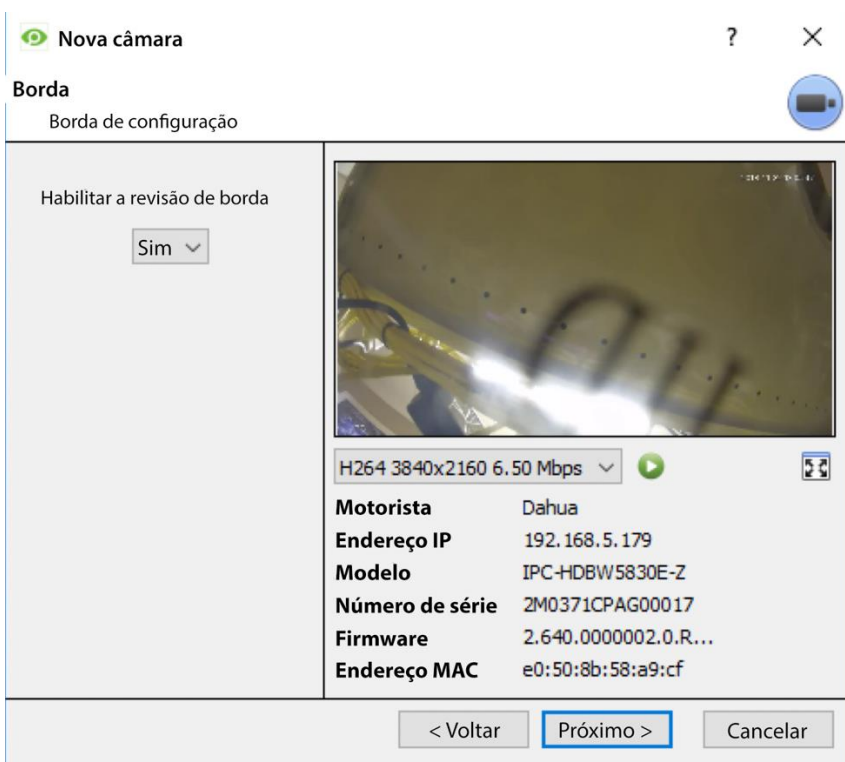 Nova câmara
?
Borda
Borda de configuração
Habilitar a revisão de borda
Sim
H264 3840x2160 6.50 Mbps
Motorista Dahua
Endereço IP 192.168.5.179
Modelo IPC-HDBW5830E-Z
Número de série 2M0371CPAG00017
Firmware 2.640.0000002.0.R...
Endereço MAC e0:50:8b:58:a9:cf
< Voltar Próximo > Cancelar